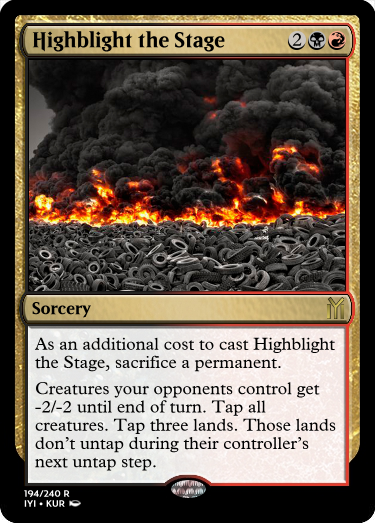 Highblight the Stage 2
Sorcery
As an additional cost to cast Highblight
the Stage, sacrifice a permanent.
Creatures your opponents control get
-2/-2 until end of turn. Tap all
creatures. Tap three lands. Those lands
don't untap during their controller's
next untap step.
194/240 R
IYI • KUR